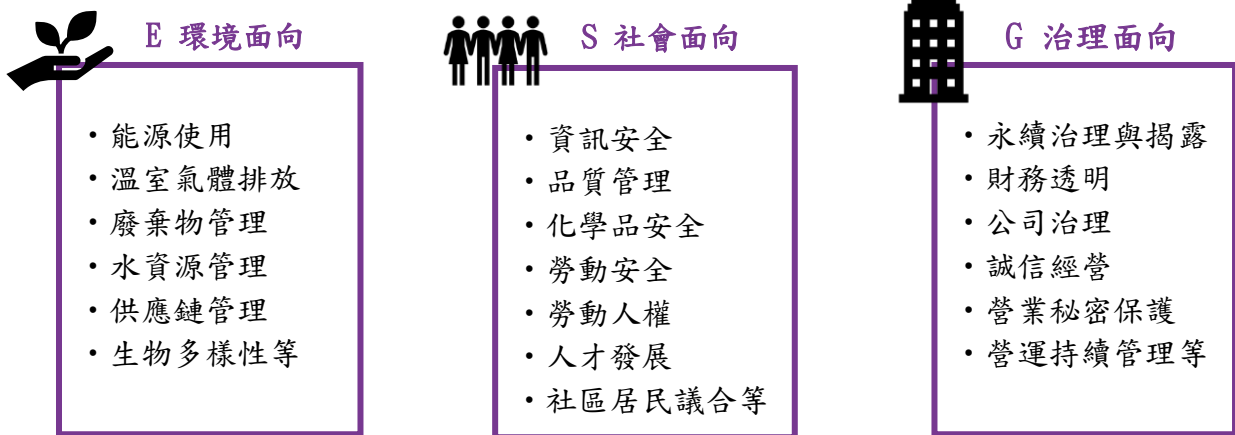 E 環境面向
・能源使用
・溫室氣體排放
・廢棄物管理
・水資源管理
・供應鏈管理
・生物多樣性等
S 社會面向
・資訊安全
・品質管理
・化學品安全
・勞動安全
・勞動人權
・人才發展
・社區居民議合等
G 治理面向
・永續治理與揭露
・財務透明
・公司治理
・誠信經營
・營業秘密保護
・營運持續管理等